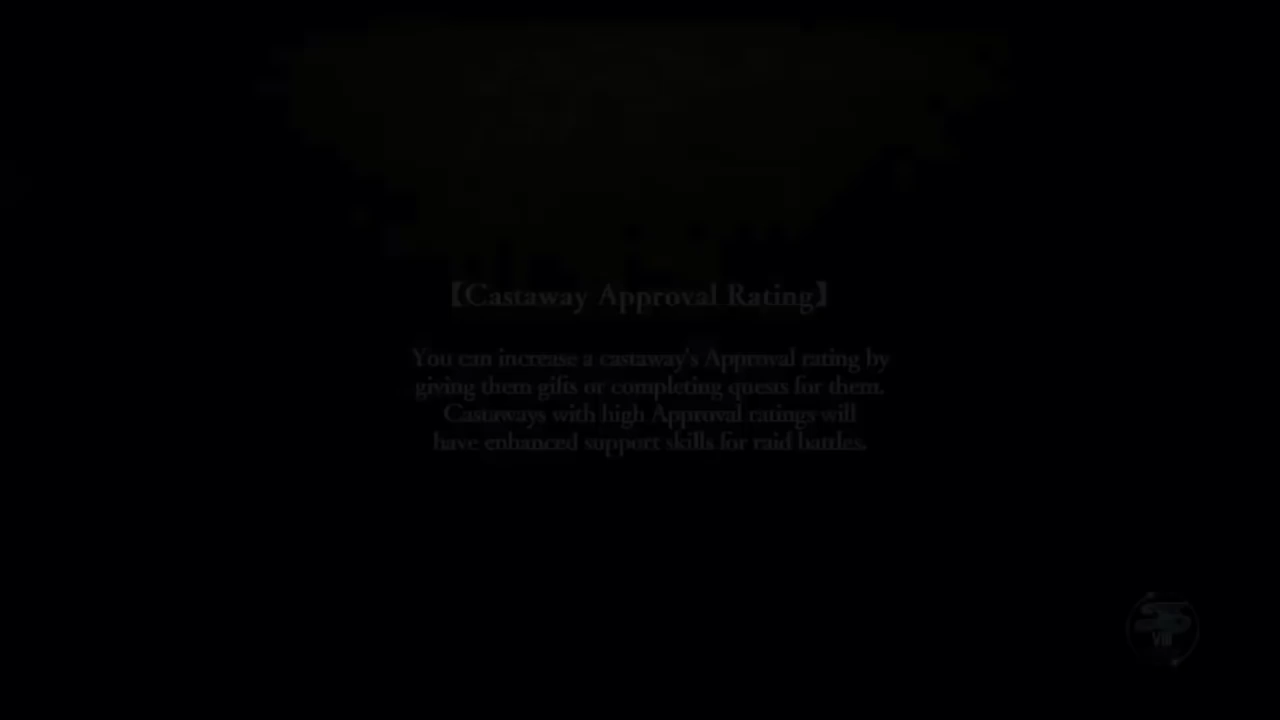 【Castaway Approval Rating】
You can increase a castaway's Approval rating by
giving them gifts or completing quests for them.
Castaways with high Approval ratings will
have enhanced support skills for raid battles.
VIII